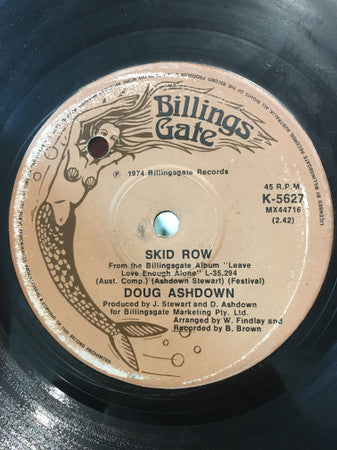 Billings
Gate
℗ 1974 Billingsgate Records
45 R.P.M.
K-5627
MX44716
(2.42)
SKID ROW
From the Billingsgate Album "Leave
Love Enough Alone" L-35.294
(Aust. Comp.) (Ashdown Stewart) (Festival)
DOUG ASHDOWN
Produced by J. Stewart and D. Ashdown
for Billingsgate Marketing Pty. Ltd.
Arranged by W. Findlay and
Recorded by B. Brown